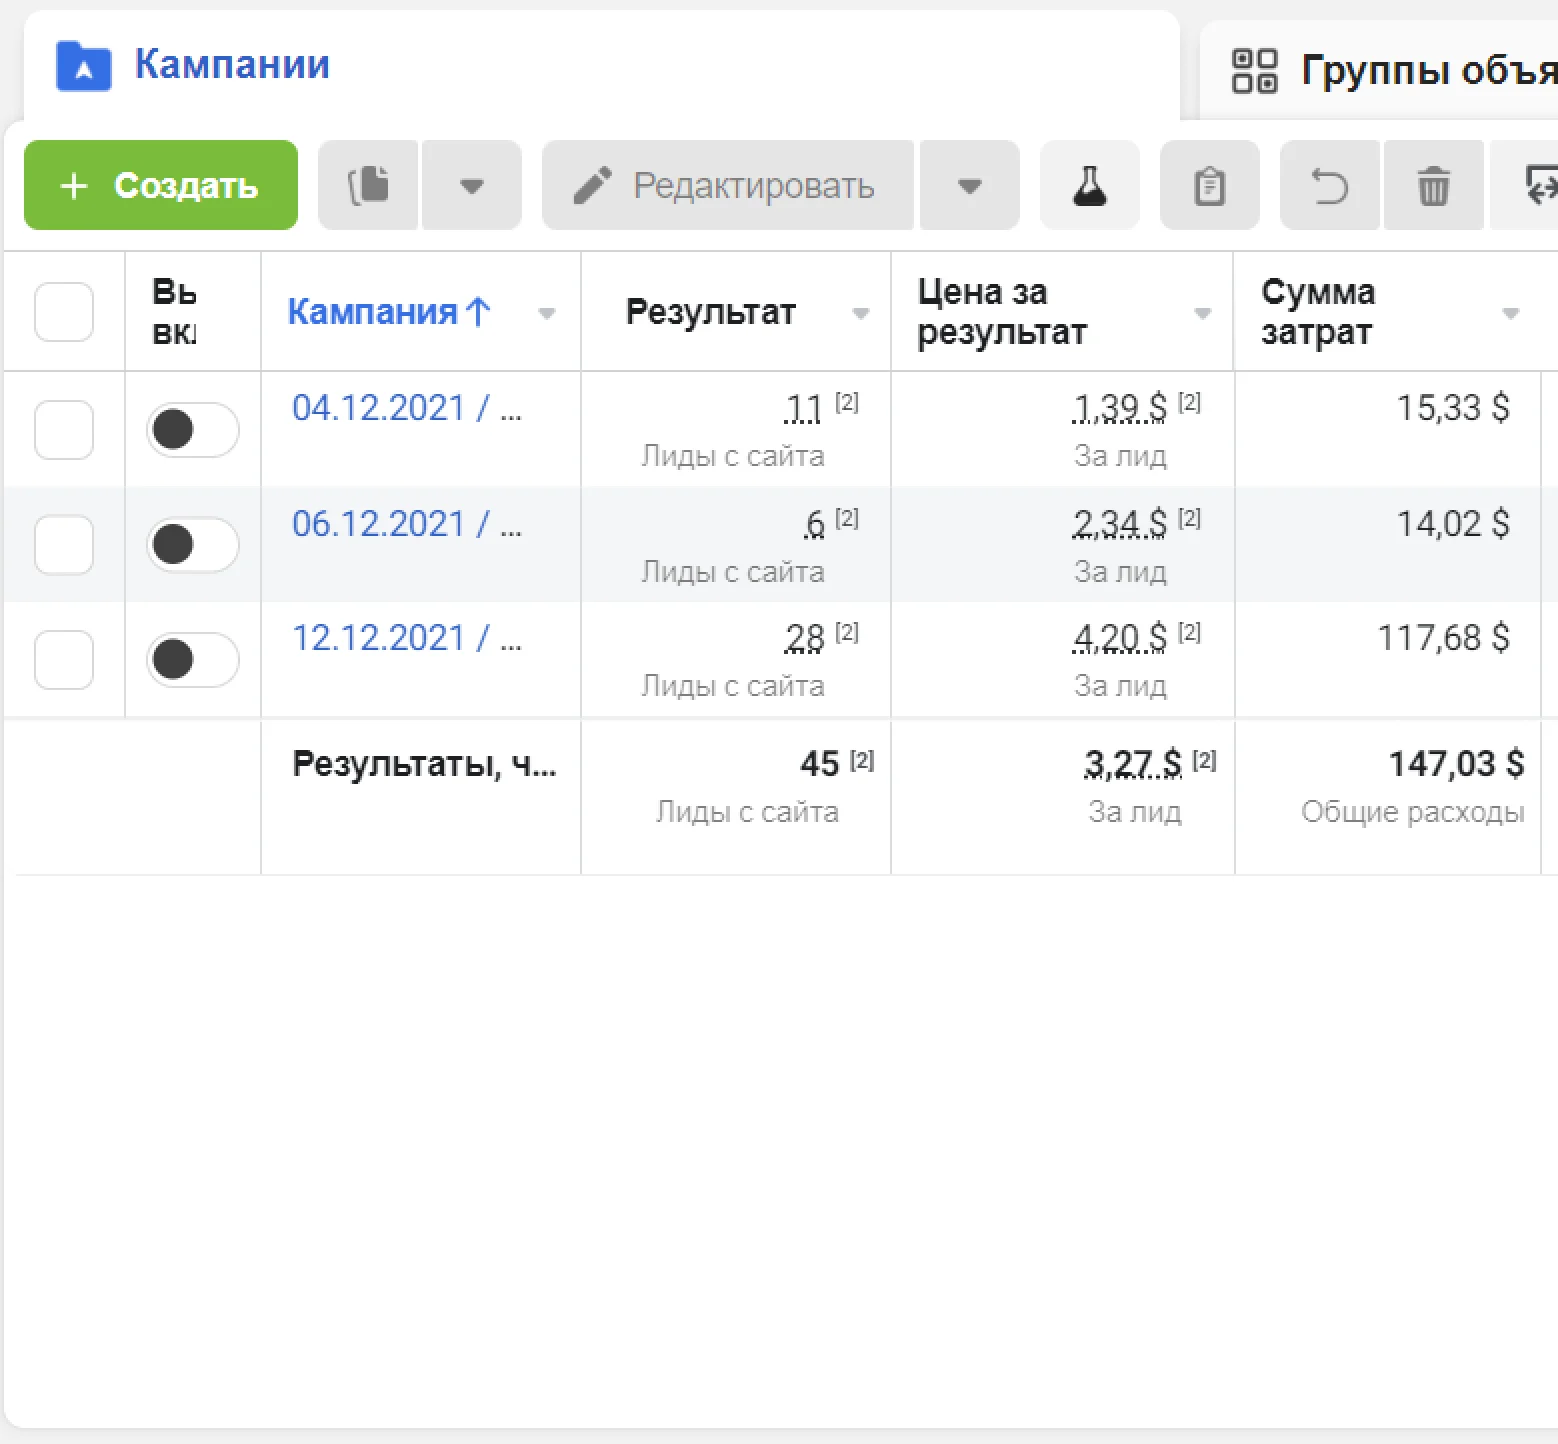 Кампании
Группы объя
+ Создать
Редактировать
Вы
вкл
Кампания↑
Результат
Цена за
результат
Сумма
затрат
04.12.2021 / ...
11 [2]
1,39 $ [2]
15,33 $
Лиды с сайта
За лид
06.12.2021 / ...
6 [2]
2,34 $ [2]
14,02 $
Лиды с сайта
За лид
12.12.2021 / ...
28 [2]
4,20 $ [2]
117,68 $
Лиды с сайта
За лид
Результаты, ч...
45 [2]
3,27 $ [2]
147,03 $
Лиды с сайта
За лид
Общие расходы